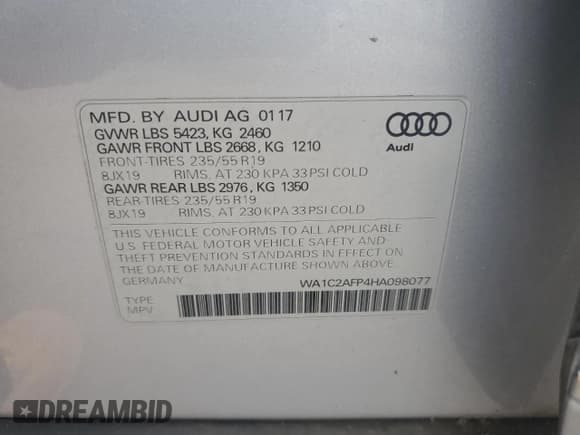 MFD. BY AUDI AG 01 17
GVWR LBS 5423, KG 2460
GAWR FRONT LBS 2668, KG 1210
FRONT-TIRES 235/55 R19
8JX19 RIMS, AT 230 KPA 33 PSI COLD
GAWR REAR LBS 2976, KG 1350
REAR-TIRES 235/55 R19
8JX19 RIMS, AT 230 KPA 33 PSI COLD
Audi
THIS VEHICLE CONFORMS TO ALL APPLICABLE
U.S. FEDERAL MOTOR VEHICLE SAFETY AND
THEFT PREVENTION STANDARDS IN EFFECT ON
THE DATE OF MANUFACTURE SHOWN ABOVE.
GERMANY WA1C2AFP4HA098077
TYPE
MPV
DREAMBID